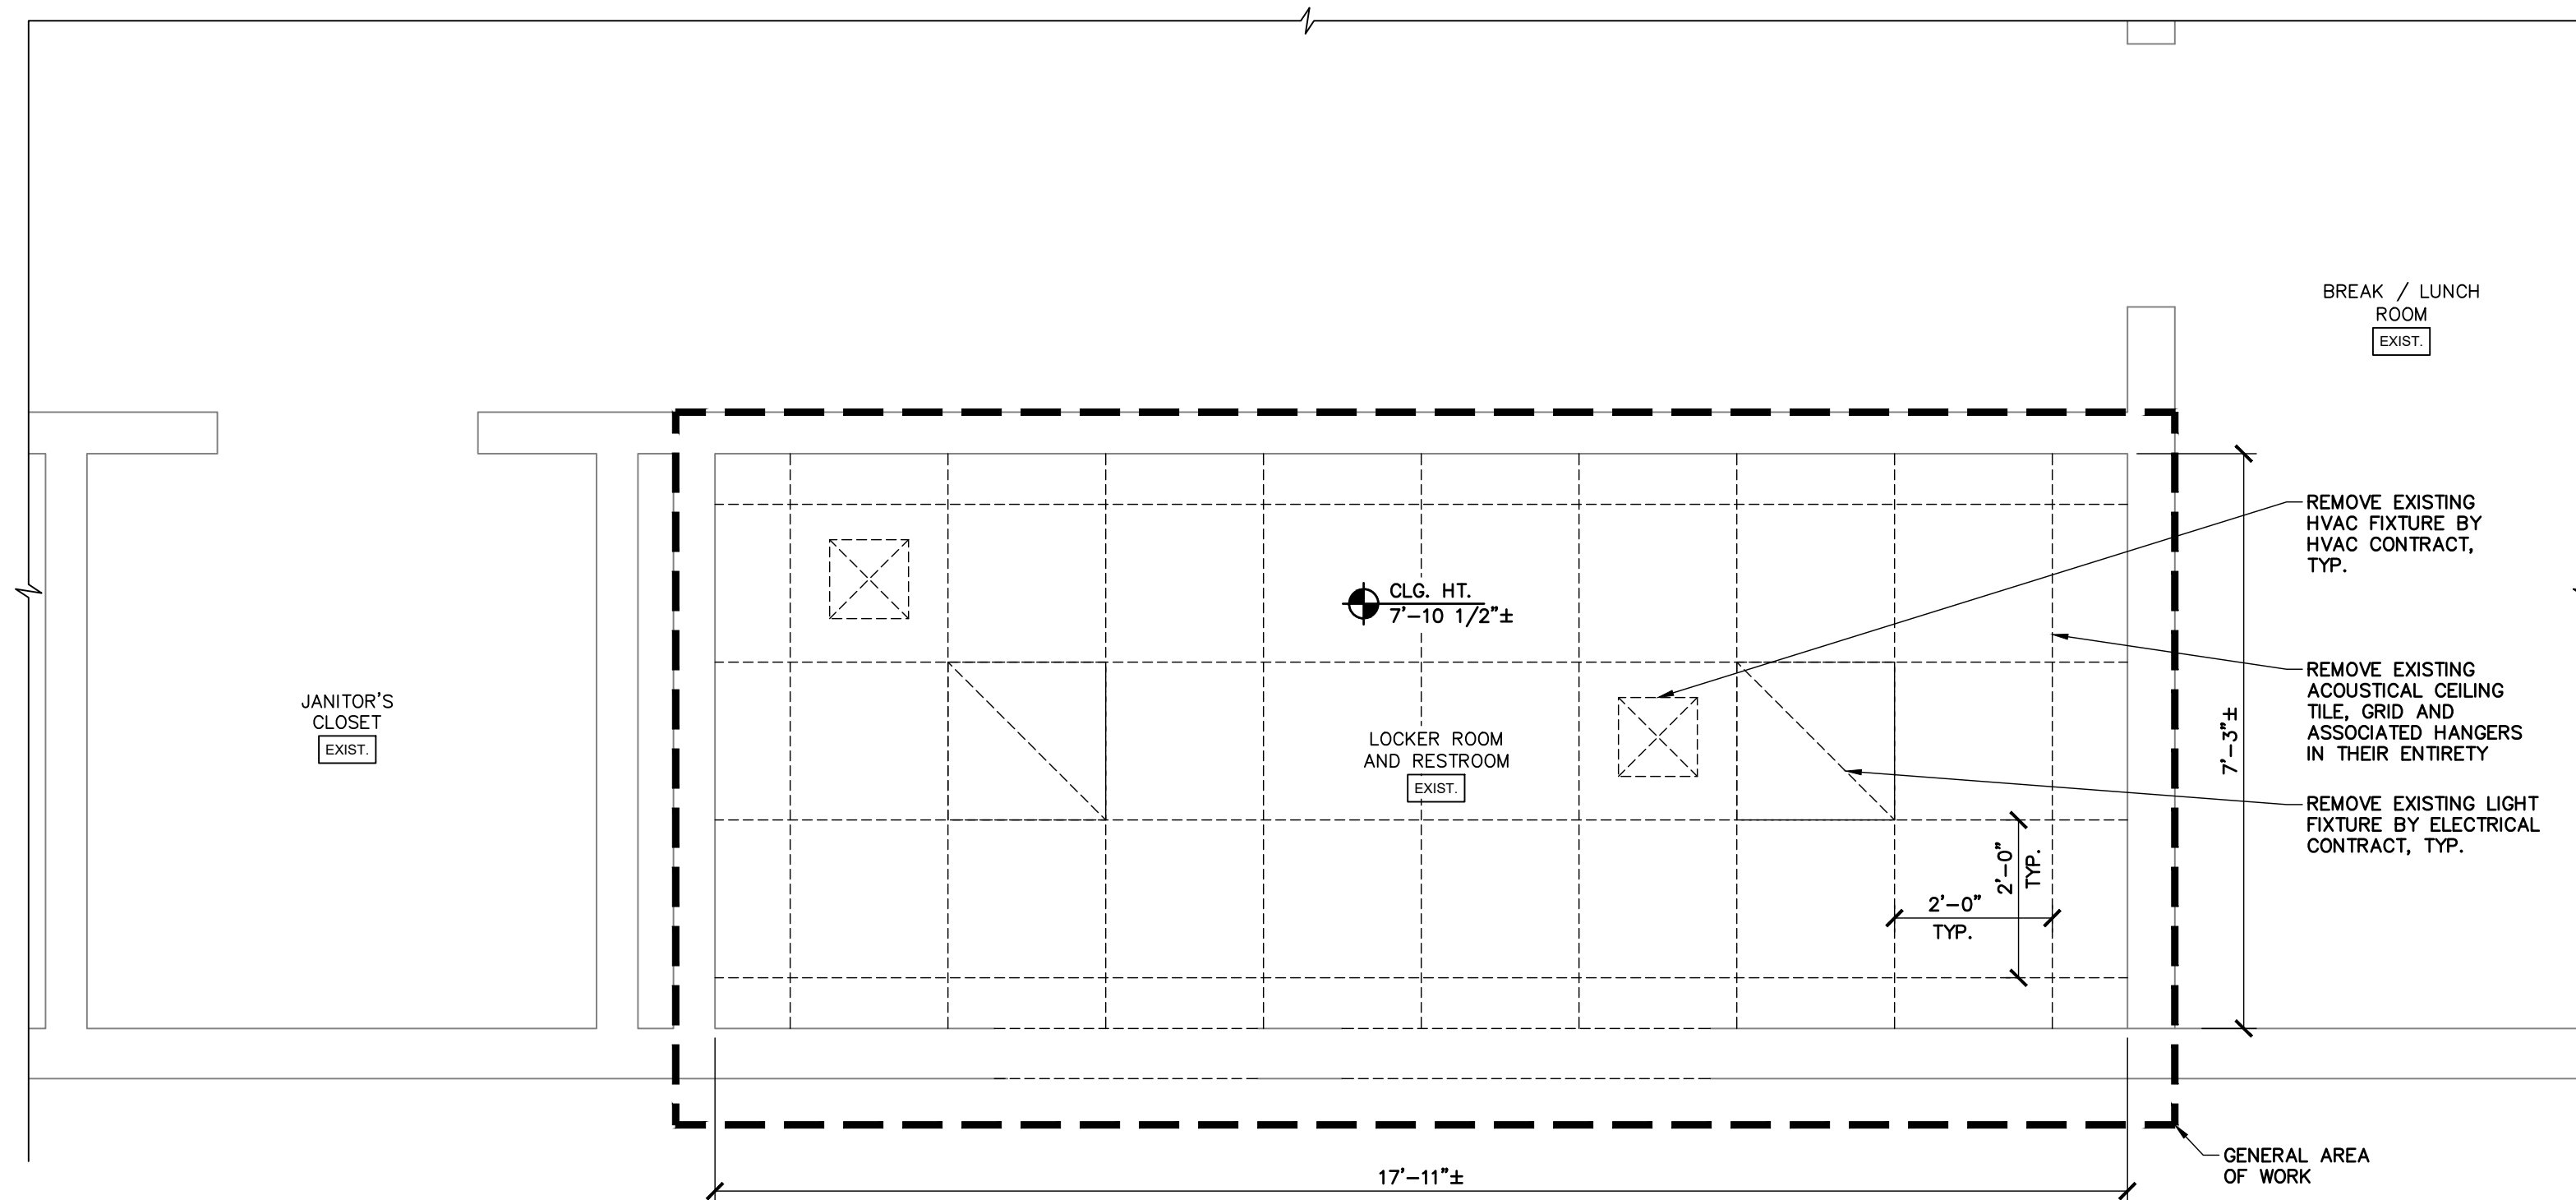 BREAK / LUNCH
ROOM
EXIST.
REMOVE EXISTING
HVAC FIXTURE BY
HVAC CONTRACT,
TYP.
CLG. HT.
7'-10 1/2"±
REMOVE EXISTING
ACOUSTICAL CEILING
TILE, GRID AND
ASSOCIATED HANGERS
IN THEIR ENTIRETY
JANITOR'S
CLOSET
EXIST.
LOCKER ROOM
AND RESTROOM
EXIST.
7'-3"±
REMOVE EXISTING LIGHT
FIXTURE BY ELECTRICAL
CONTRACT, TYP.
2'-0"
TYP.
2'-0"
TYP.
GENERAL AREA
OF WORK
17'-11"±